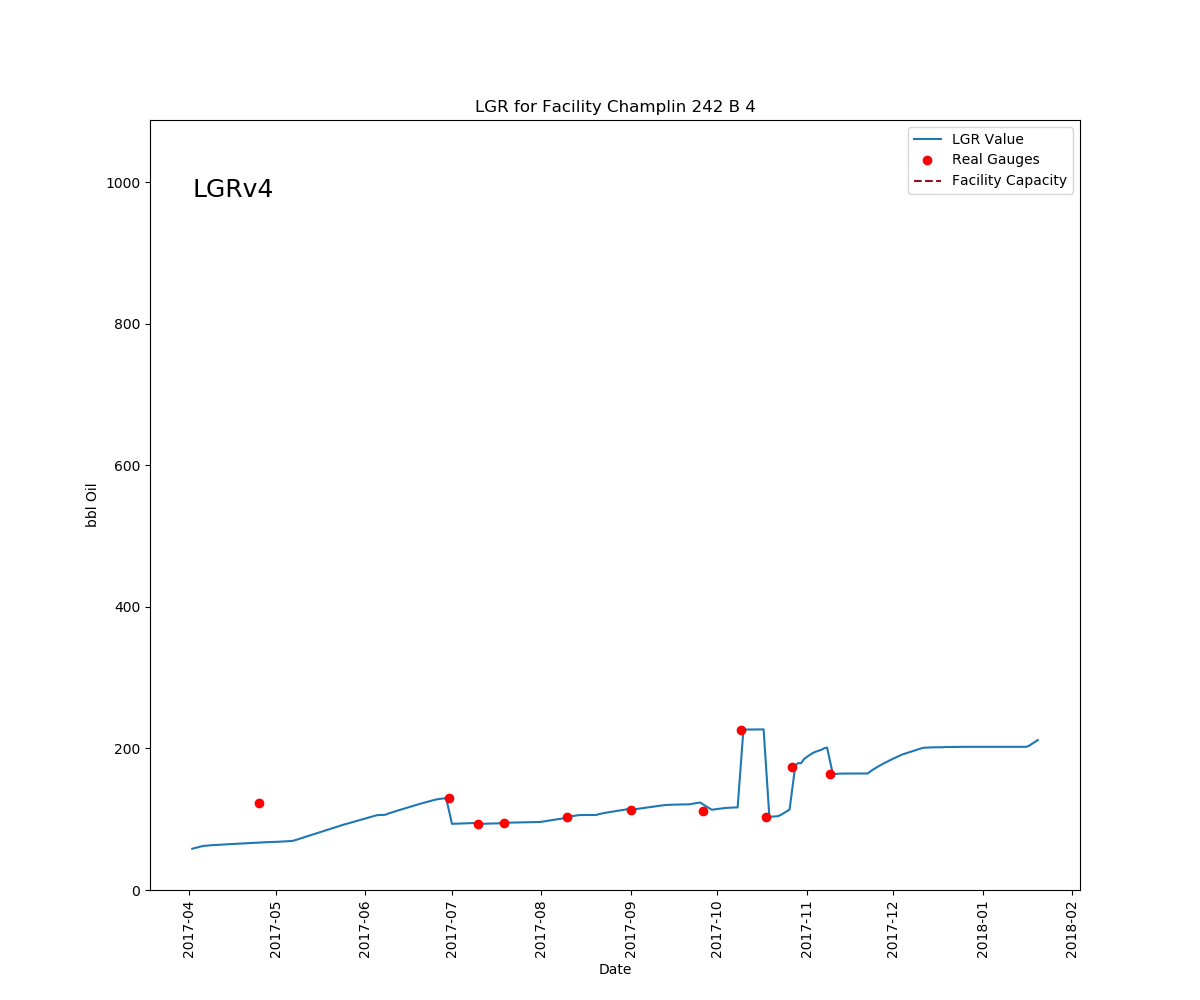 LGR for Facility Champlin 242 B 4
LGR Value
Real Gauges
Facility Capacity
LGRv4
1000
800
600
400
200
0
bbl Oil
2017-04
2017-05
2017-06
2017-07
2017-08
2017-09
2017-10
2017-11
2017-12
2018-01
2018-02
Date